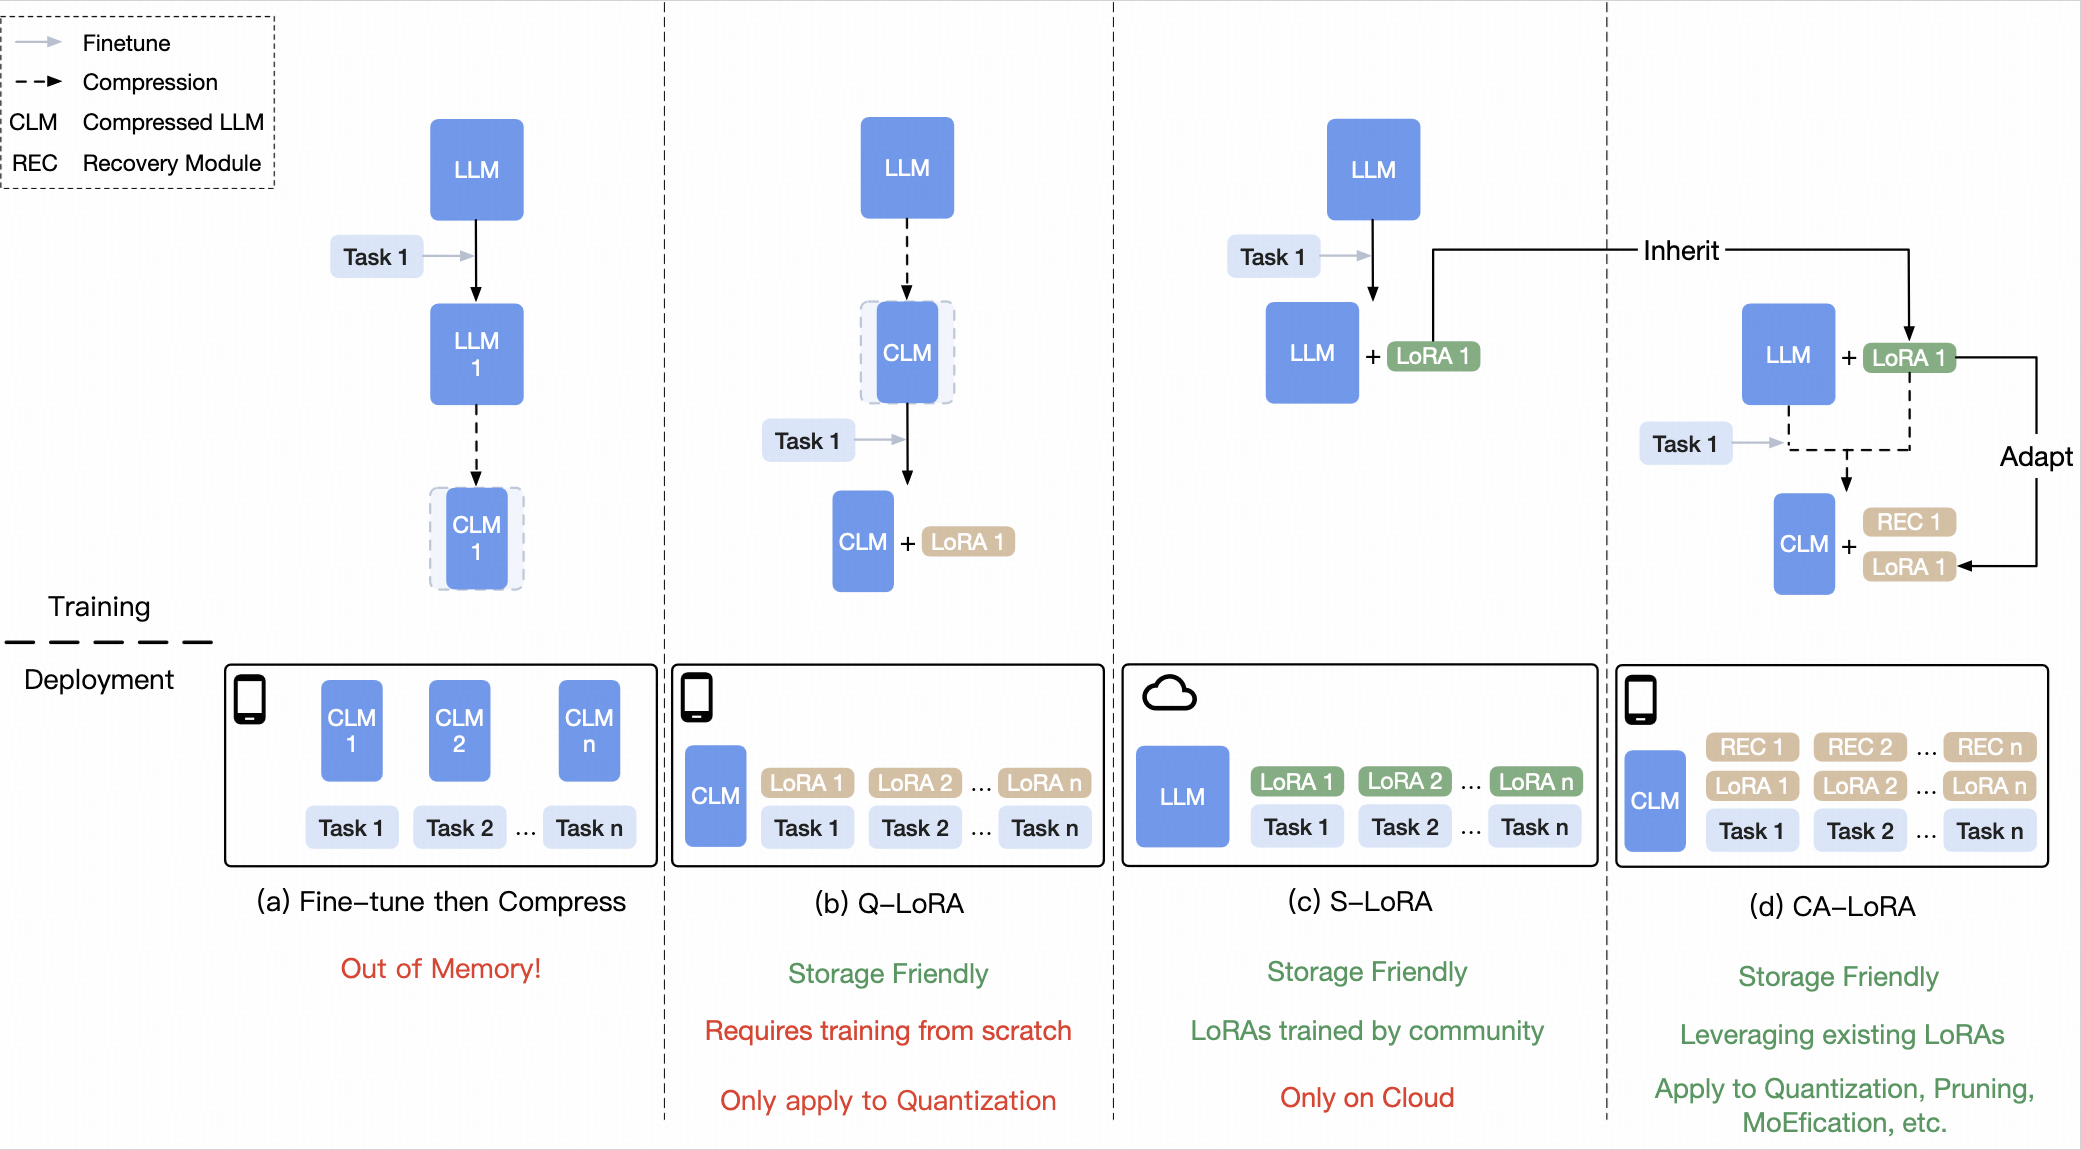 Finetune
Compression
CLM Compressed LLM
REC Recovery Module
LLM
Task 1
LLM
1
CLM
1
LLM
CLM
Task 1
CLM + LoRA 1
LLM
Task 1
LLM + LoRA 1
Inherit
LLM + LoRA 1
Task 1
Adapt
CLM + REC 1
LoRA 1
Training
Deployment
CLM
1
CLM
2
CLM
n
Task 1 Task 2 ... Task n
CLM
LoRA 1 LoRA 2 ... LoRA n
Task 1 Task 2 ... Task n
LLM
LoRA 1 LoRA 2 ... LoRA n
Task 1 Task 2 ... Task n
CLM
REC 1 REC 2 ... REC n
LoRA 1 LoRA 2 ... LoRA n
Task 1 Task 2 ... Task n
(a) Fine-tune then Compress
Out of Memory!
(b) Q-LoRA
Storage Friendly
Requires training from scratch
Only apply to Quantization
(c) S-LoRA
Storage Friendly
LoRAs trained by community
Only on Cloud
(d) CA-LoRA
Storage Friendly
Leveraging existing LoRAs
Apply to Quantization, Pruning,
MoEfication, etc.